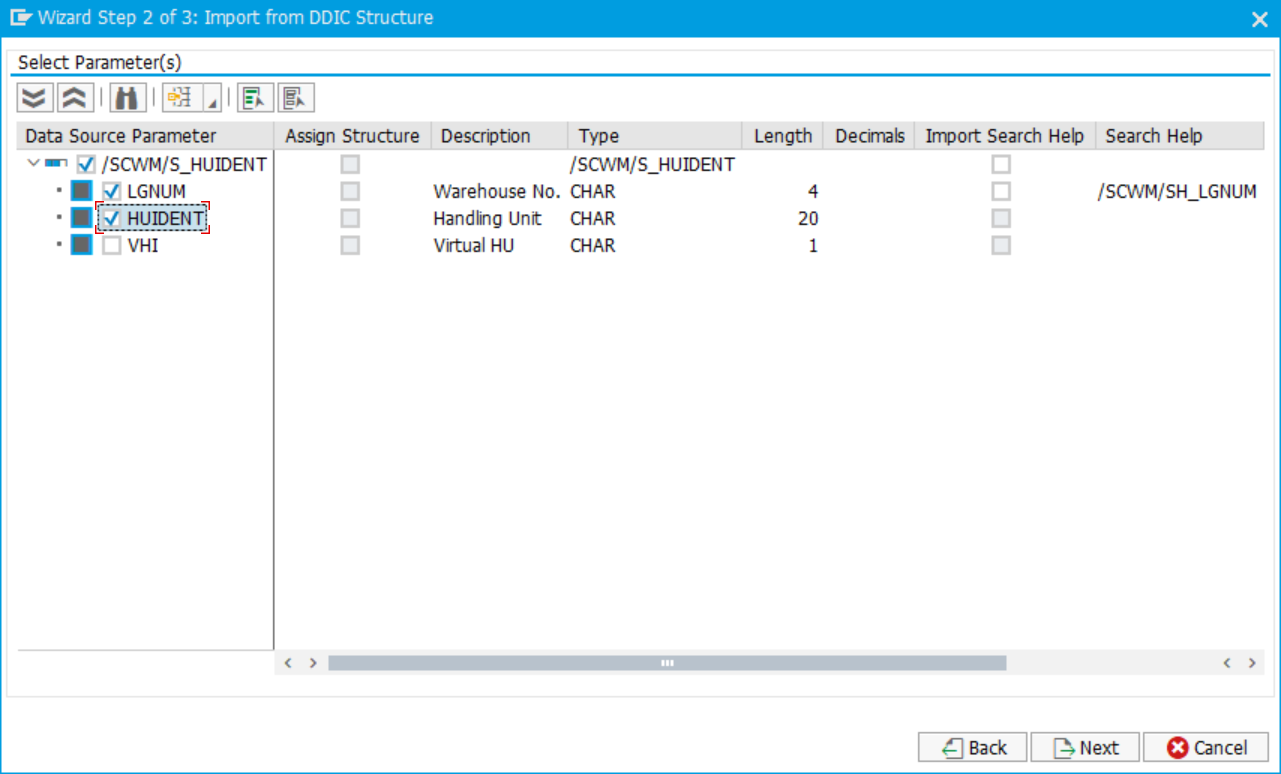 Wizard Step 2 of 3: Import from DDIC Structure
Select Parameter(s)
Data Source Parameter Assign Structure Description Type Length Decimals Import Search Help Search Help
/SCWM/S_HUIDENT /SCWM/S_HUIDENT
LGNUM Warehouse No. CHAR 4 /SCWM/SH_LGNUM
HUIDENT Handling Unit CHAR 20
VHI Virtual HU CHAR 1
Back Next Cancel